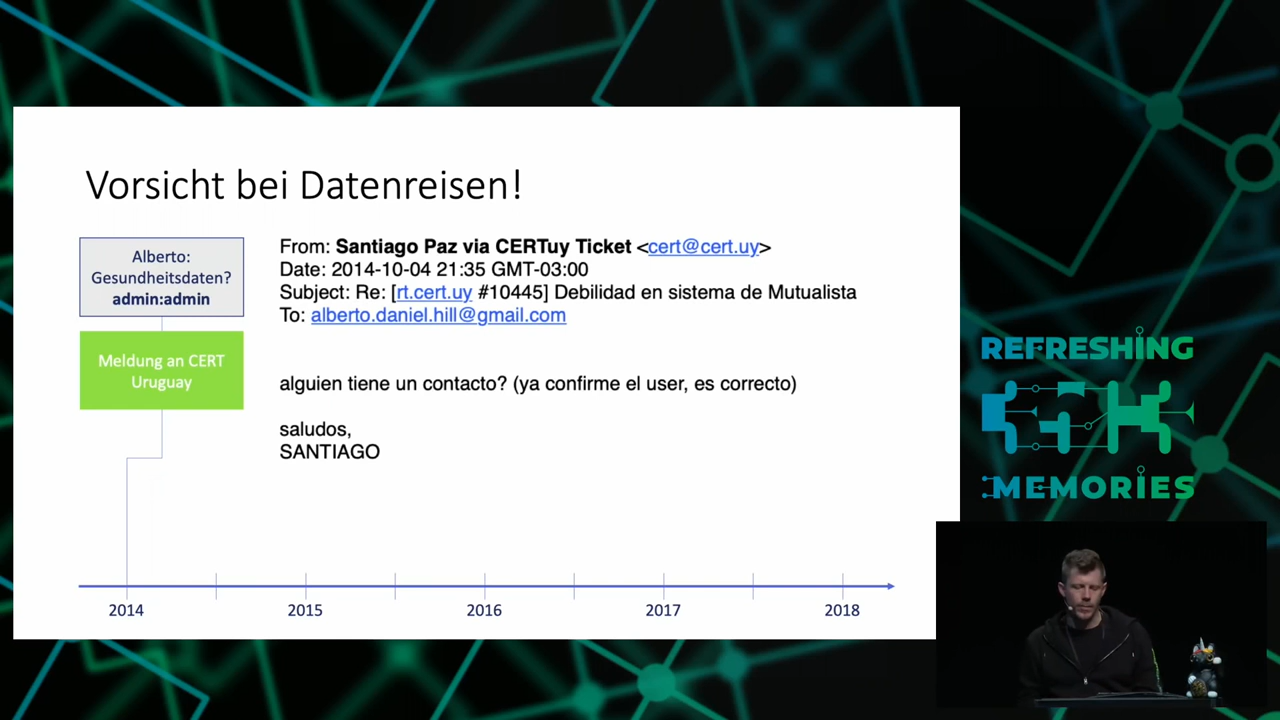 Vorsicht bei Datenreisen!
Alberto:
Gesundheitsdaten?
admin:admin
Meldung an CERT
Uruguay
From: Santiago Paz via CERTuy Ticket <cert@cert.uy>
Date: 2014-10-04 21:35 GMT-03:00
Subject: Re: [rt.cert.uy #10445] Debilidad en sistema de Mutualista
To: alberto.daniel.hill@gmail.com
alguien tiene un contacto? (ya confirme el user, es correcto)
saludos,
SANTIAGO
2014 2015 2016 2017 2018
REFRESHING
MEMORIES